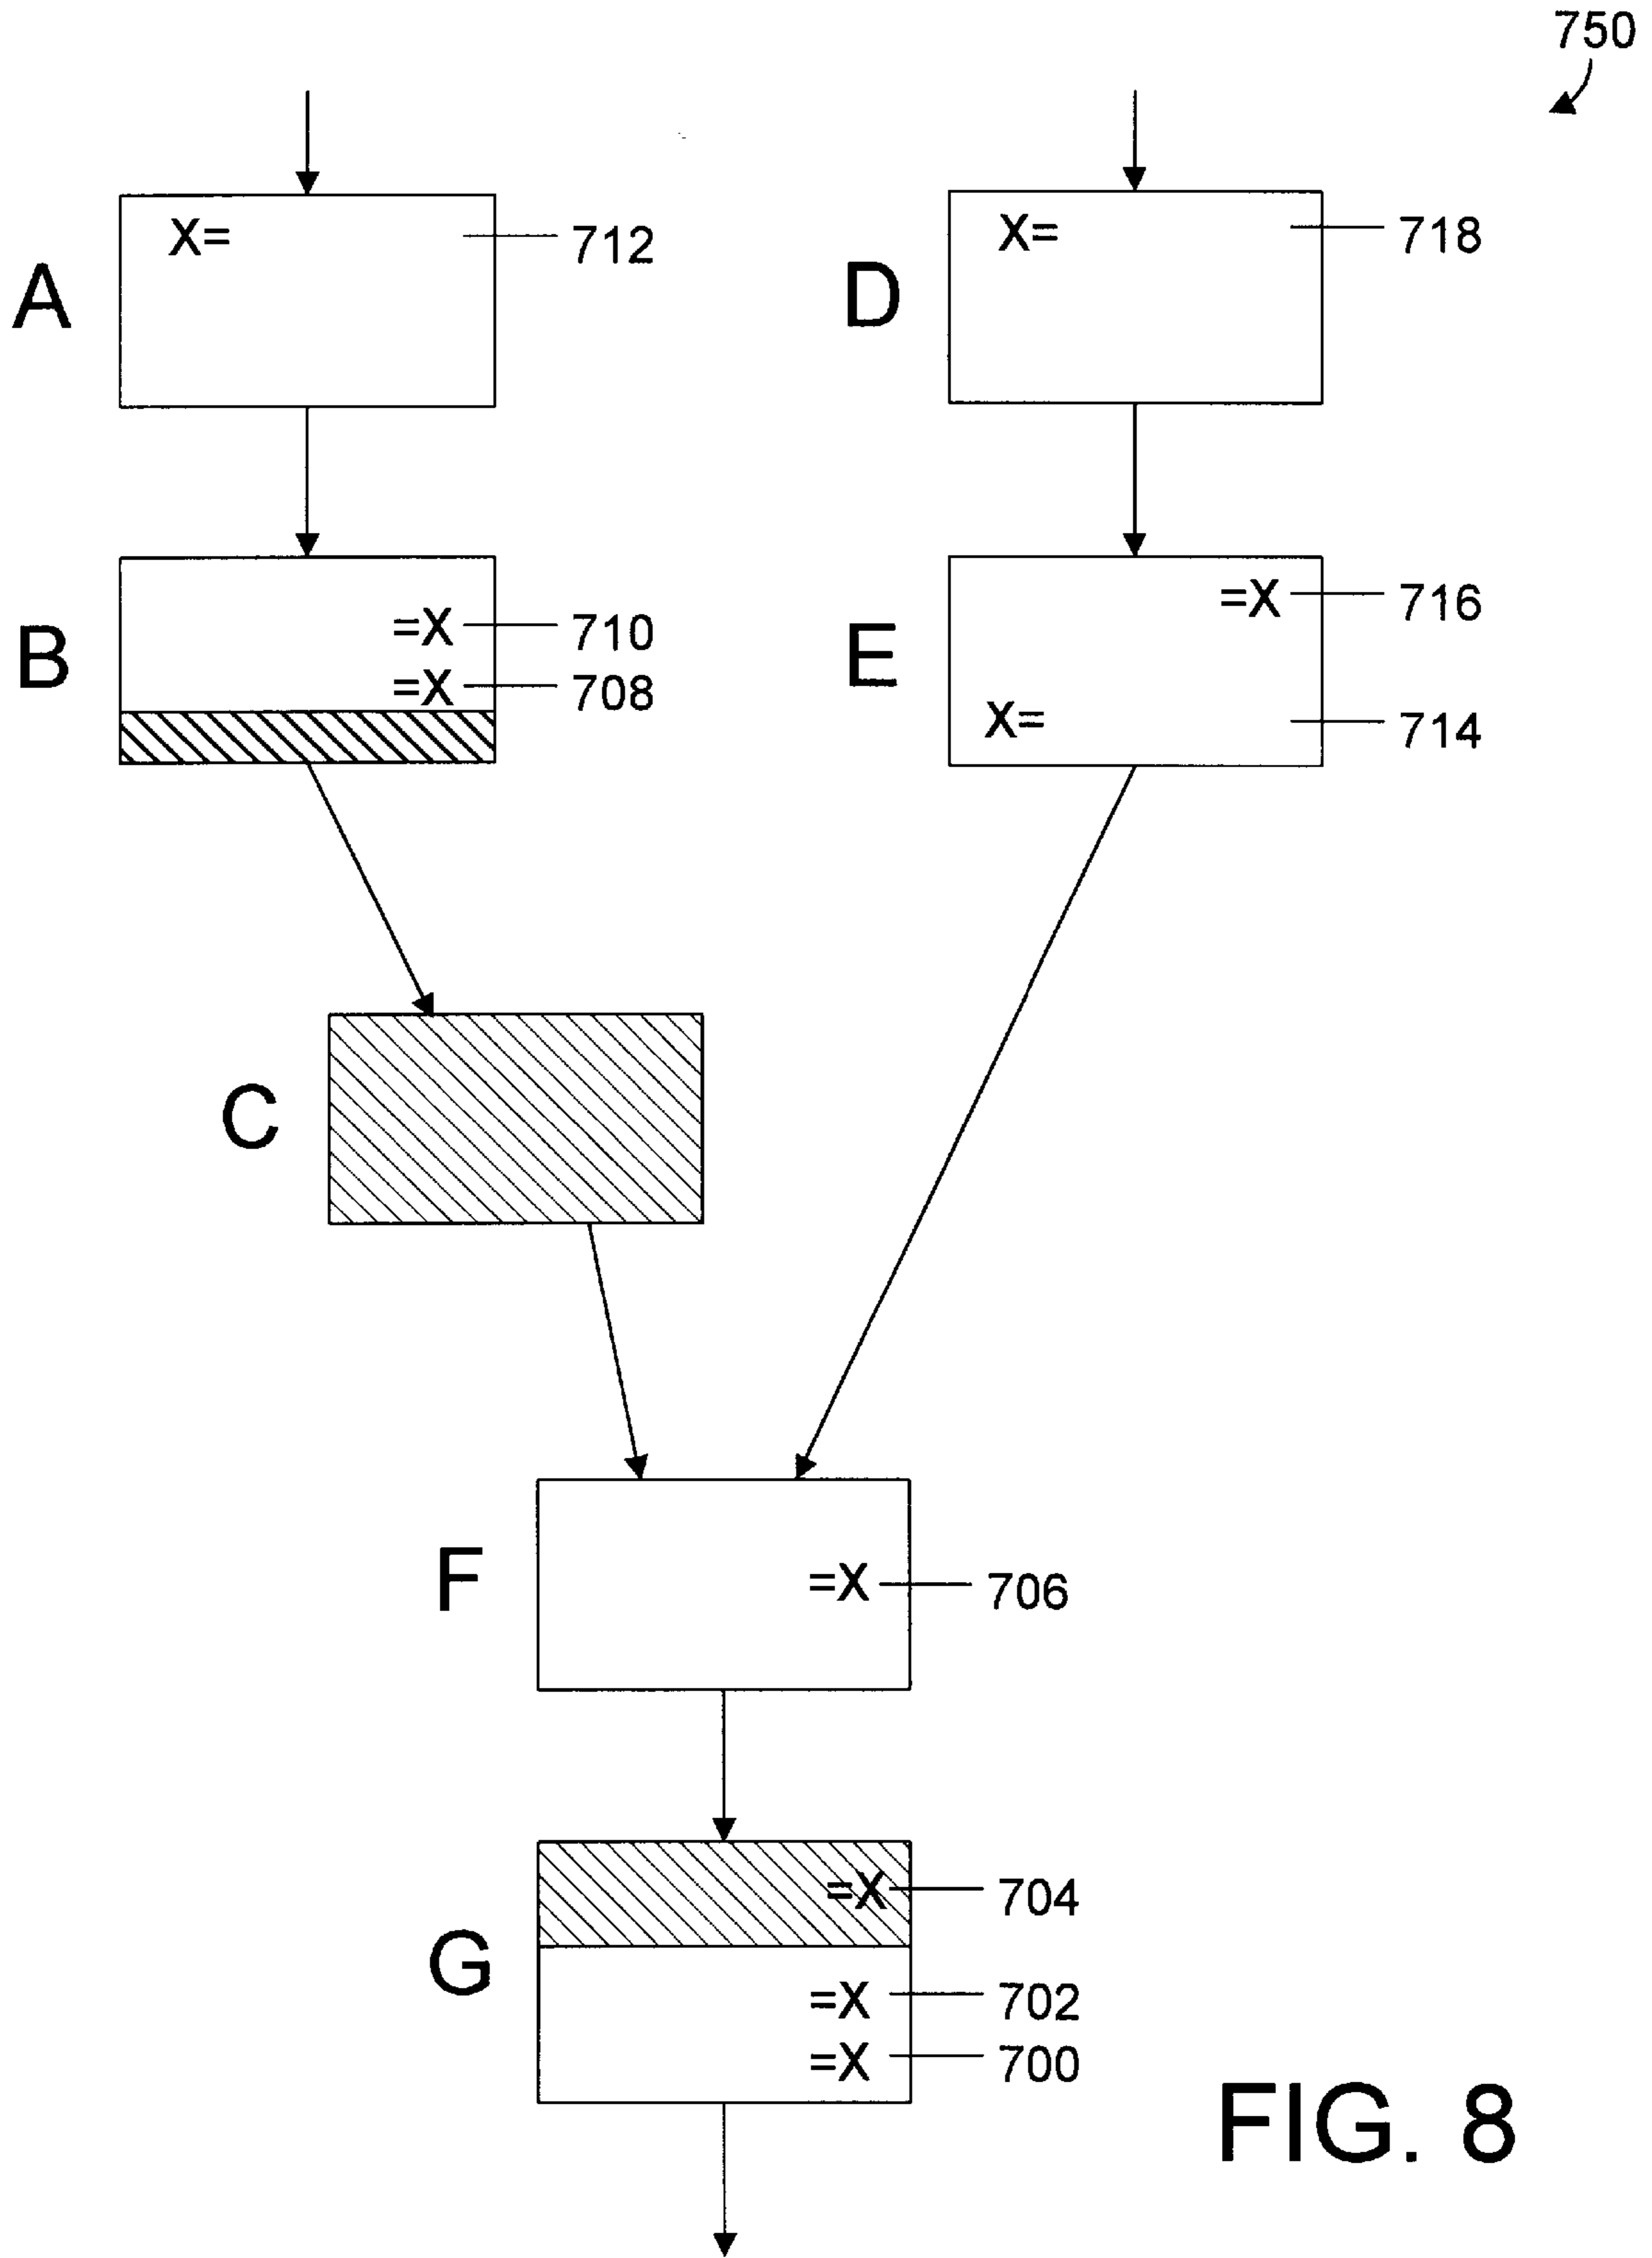 750
X= 712
A
X= 718
D
=X 710
B
=X 708
=X 716
E
X= 714
C
=X 706
F
=X 704
G
=X 702
=X 700
FIG. 8